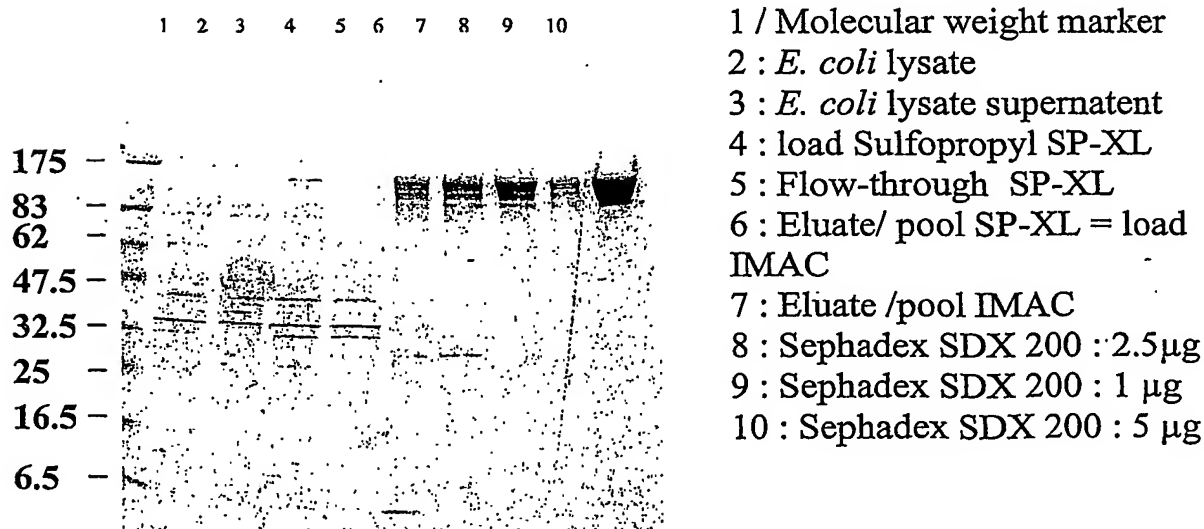 1 2 3 4 5 6 7 8 9 10
175
83
62
47.5
32.5
25
16.5
6.5
1 / Molecular weight marker
2 : E. coli lysate
3 : E. coli lysate supernatent
4 : load Sulfopropyl SP-XL
5 : Flow-through SP-XL
6 : Eluate/ pool SP-XL = load
IMAC
7 : Eluate /pool IMAC
8 : Sephadex SDX 200 : 2.5µg
9 : Sephadex SDX 200 : 1 µg
10 : Sephadex SDX 200 : 5 µg